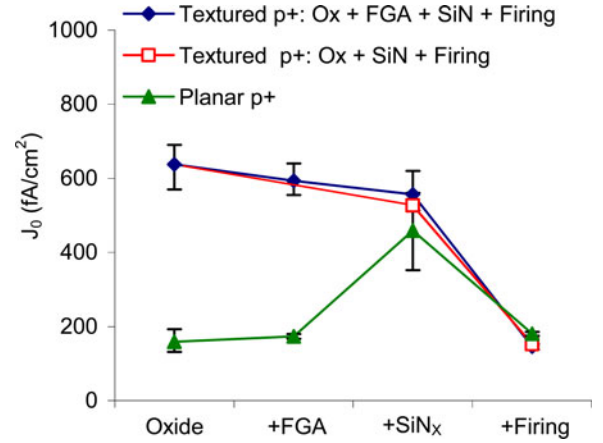 Textured p+: Ox + FGA + SiN + Firing
Textured p+: Ox + SiN + Firing
Planar p+
1000
800
600
400
200
0
J₀ (fA/cm²)
Oxide +FGA +SiNₓ +Firing